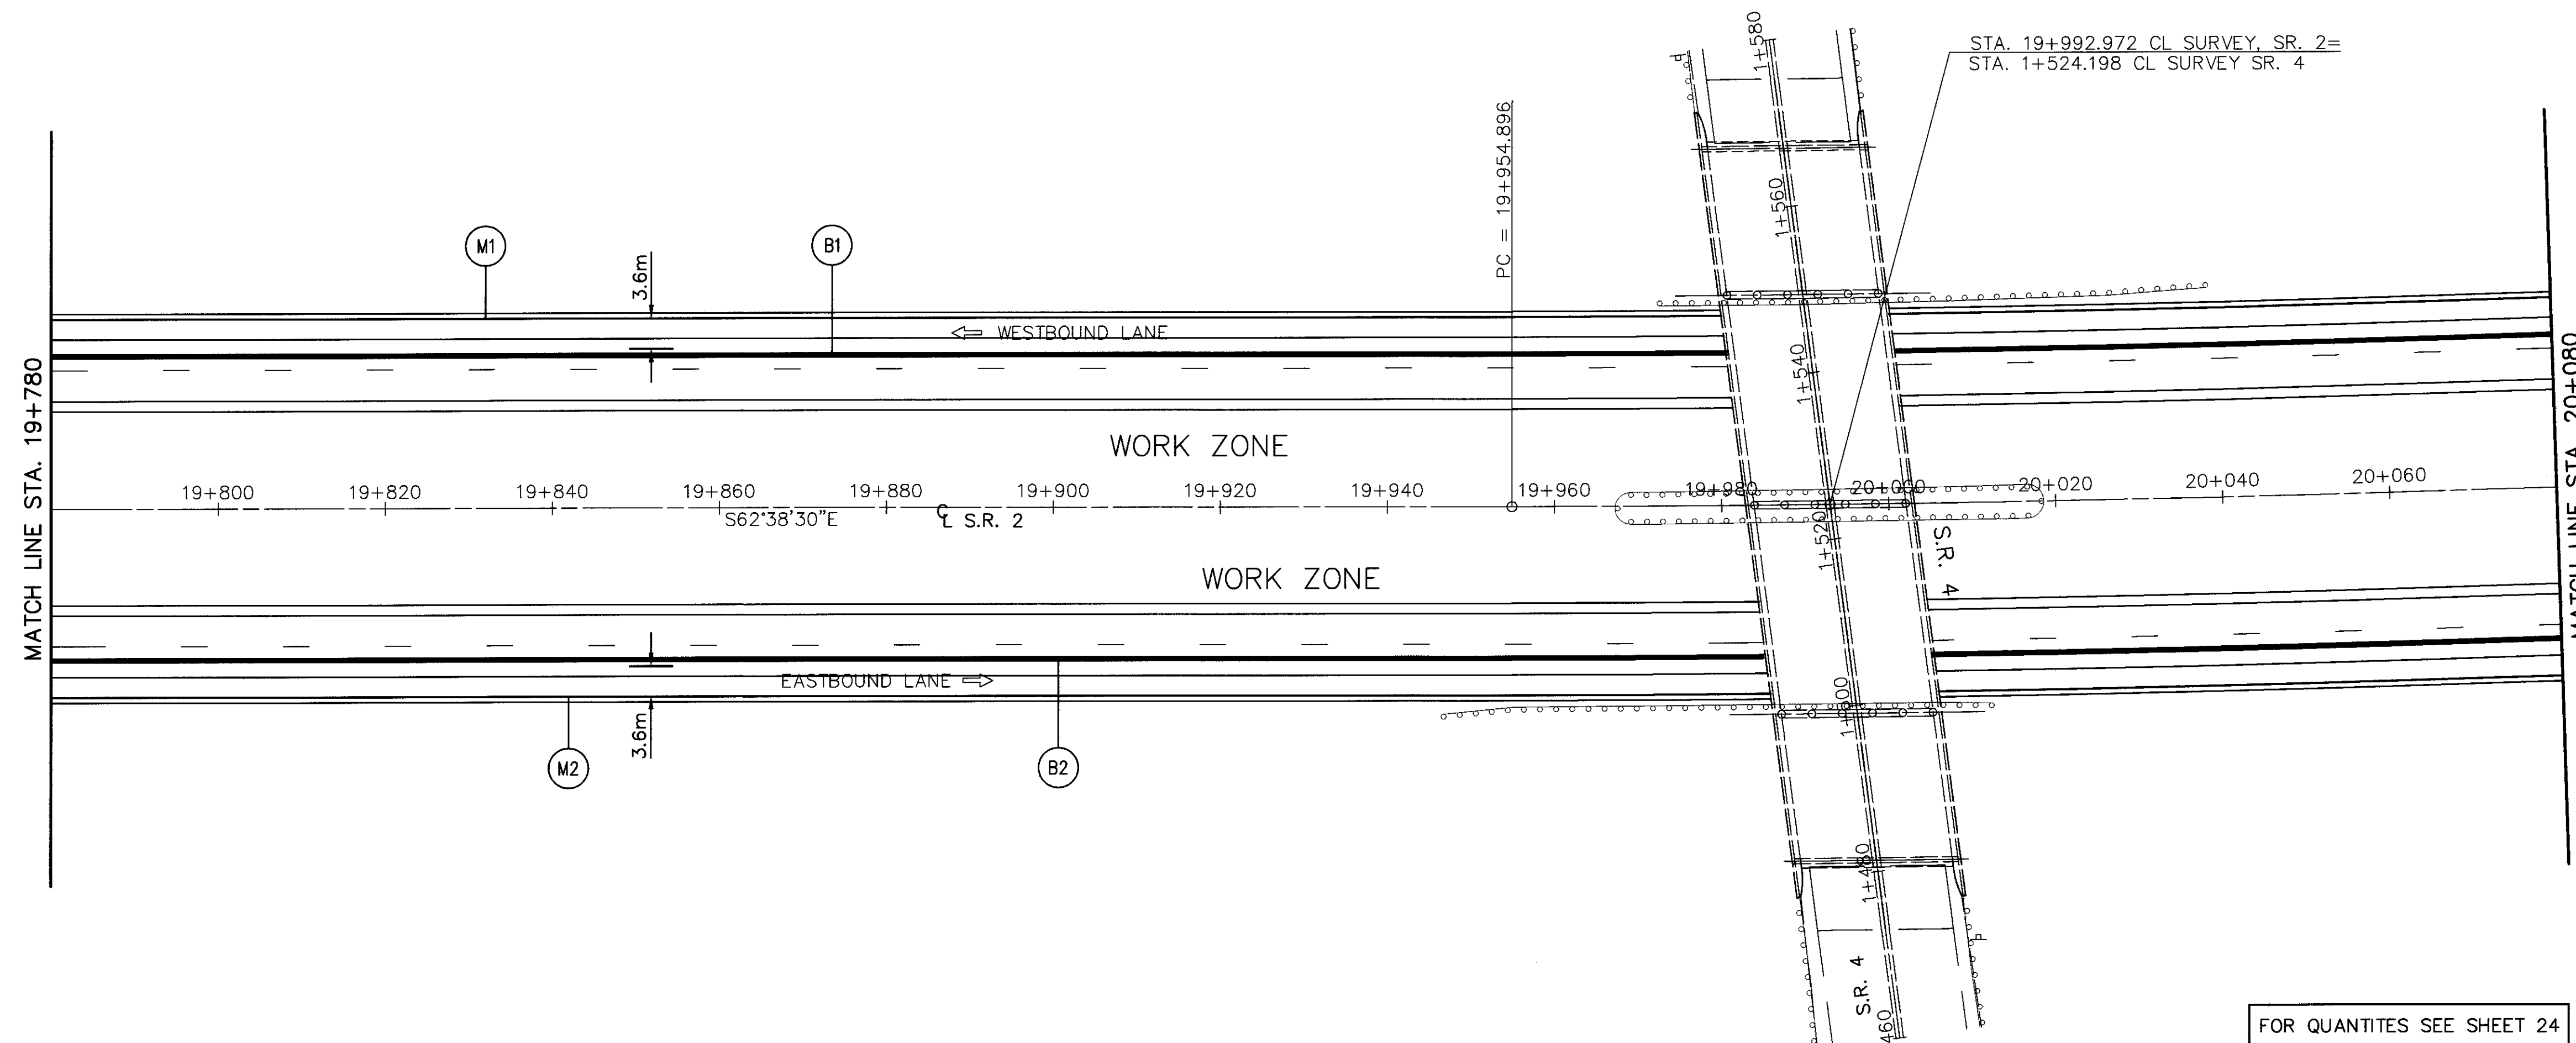 STA. 19+992.972 CL SURVEY, SR. 2=
STA. 1+524.198 CL SURVEY SR. 4
1+580
PC = 19+954.896
1+560
M1
B1
3.6m
WESTBOUND LANE
1+540
MATCH LINE STA. 19+780
MATCH LINE STA. 20+080
WORK ZONE
19+800
19+820
19+840
19+860
19+880
19+900
19+920
19+940
19+960
19+980
20+000
20+020
20+040
20+060
S62°38'30"E
℄ S.R. 2
1+520
S.R. 4
WORK ZONE
EASTBOUND LANE
3.6m
1+500
M2
B2
1+480
S.R. 4
460
FOR QUANTITES SEE SHEET 24